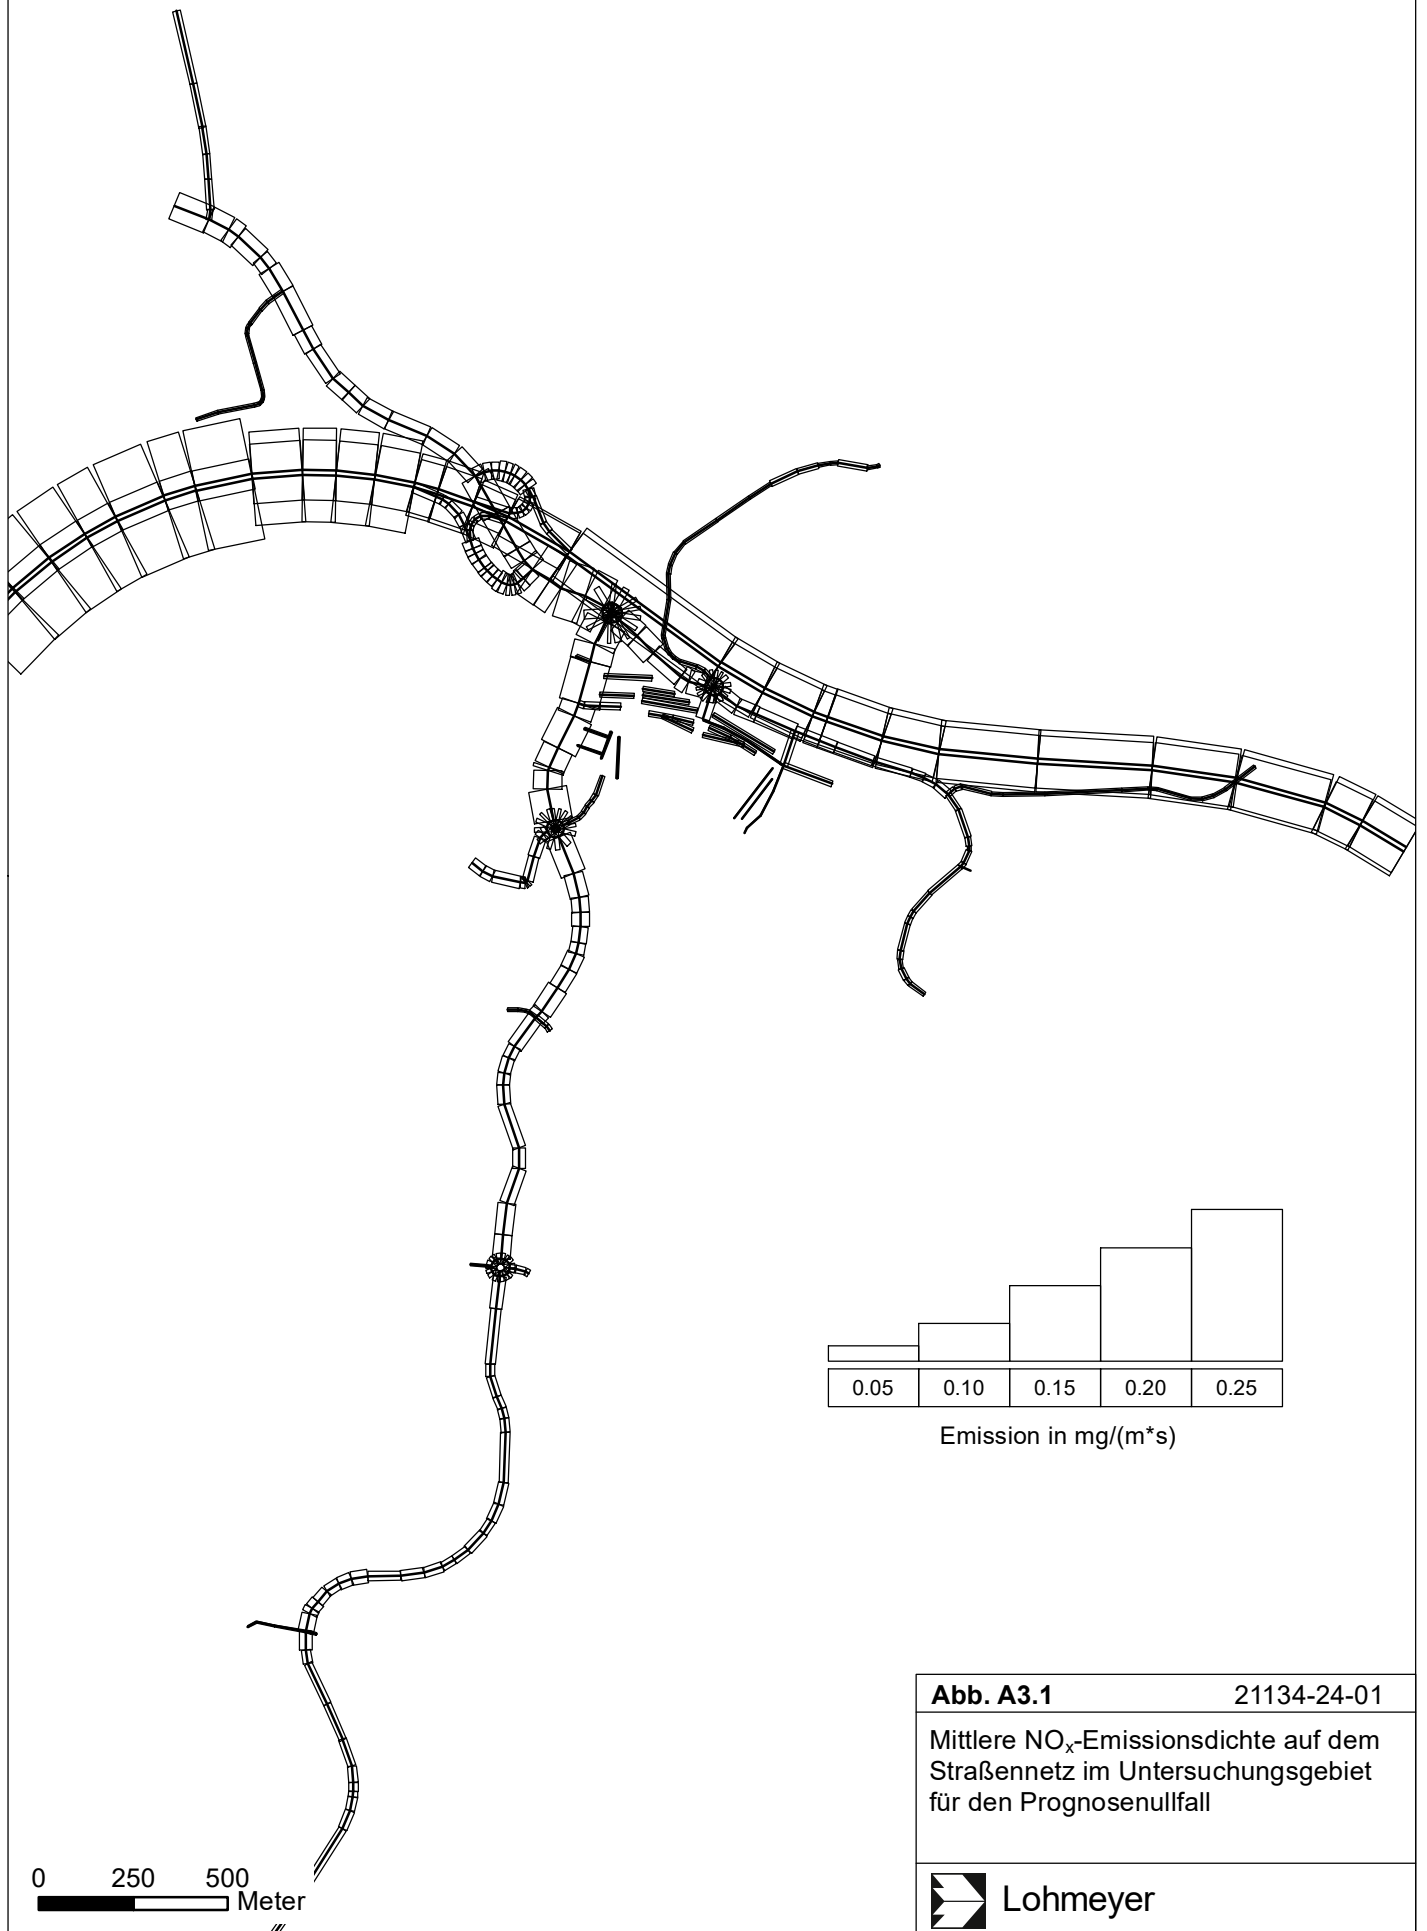 0.05 0.10 0.15 0.20 0.25
Emission in mg/(m*s)
Abb. A3.1 21134-24-01
Mittlere NOx-Emissionsdichte auf dem
Straßennetz im Untersuchungsgebiet
für den Prognosenullfall
0 250 500
Meter
Lohmeyer